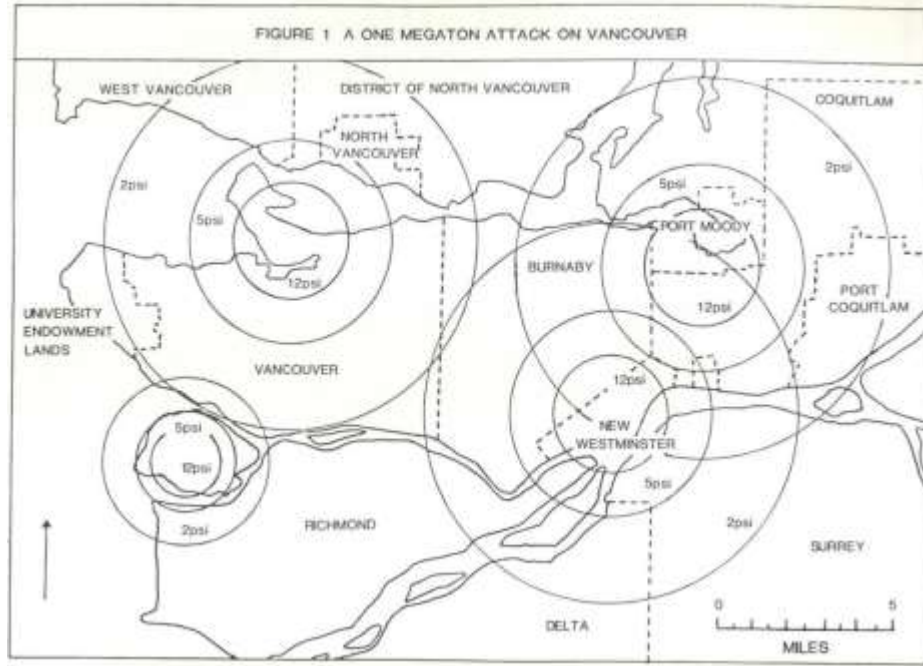 FIGURE 1 A ONE MEGATON ATTACK ON VANCOUVER
WEST VANCOUVER
DISTRICT OF NORTH VANCOUVER
COQUITLAM
NORTH
VANCOUVER
2psi
5psi
12psi
5psi
2psi
PORT MOODY
12psi
BURNABY
PORT
COQUITLAM
UNIVERSITY
ENDOWMENT
LANDS
VANCOUVER
12psi
NEW
WESTMINSTER
5psi
2psi
5psi
12psi
2psi
RICHMOND
SURREY
DELTA
0
5
MILES